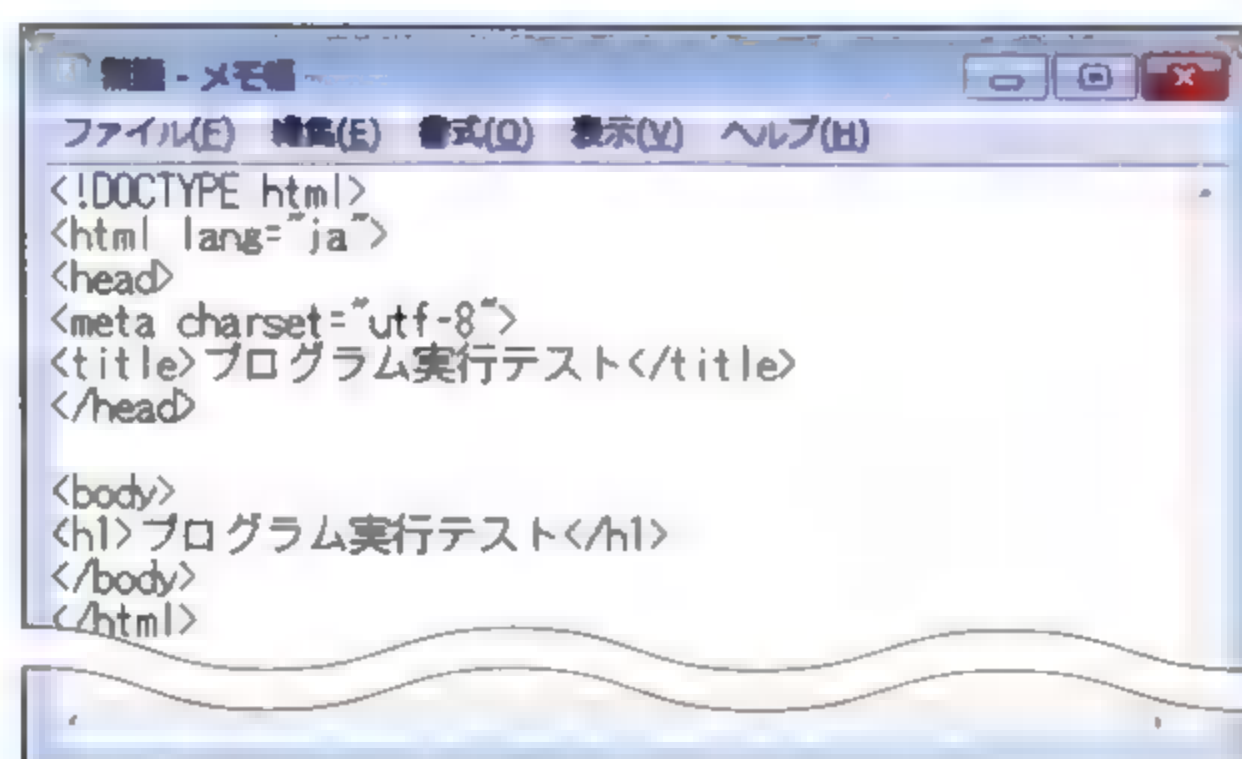 メモ帳
ファイル(F) 編集(E) 書式(O) 表示(V) ヘルプ(H)
<!DOCTYPE html>
<html lang="ja">
<head>
<meta charset="utf-8">
<title>プログラム実行テスト</title>
</head>
<body>
<h1>プログラム実行テスト</h1>
</body>
</html>